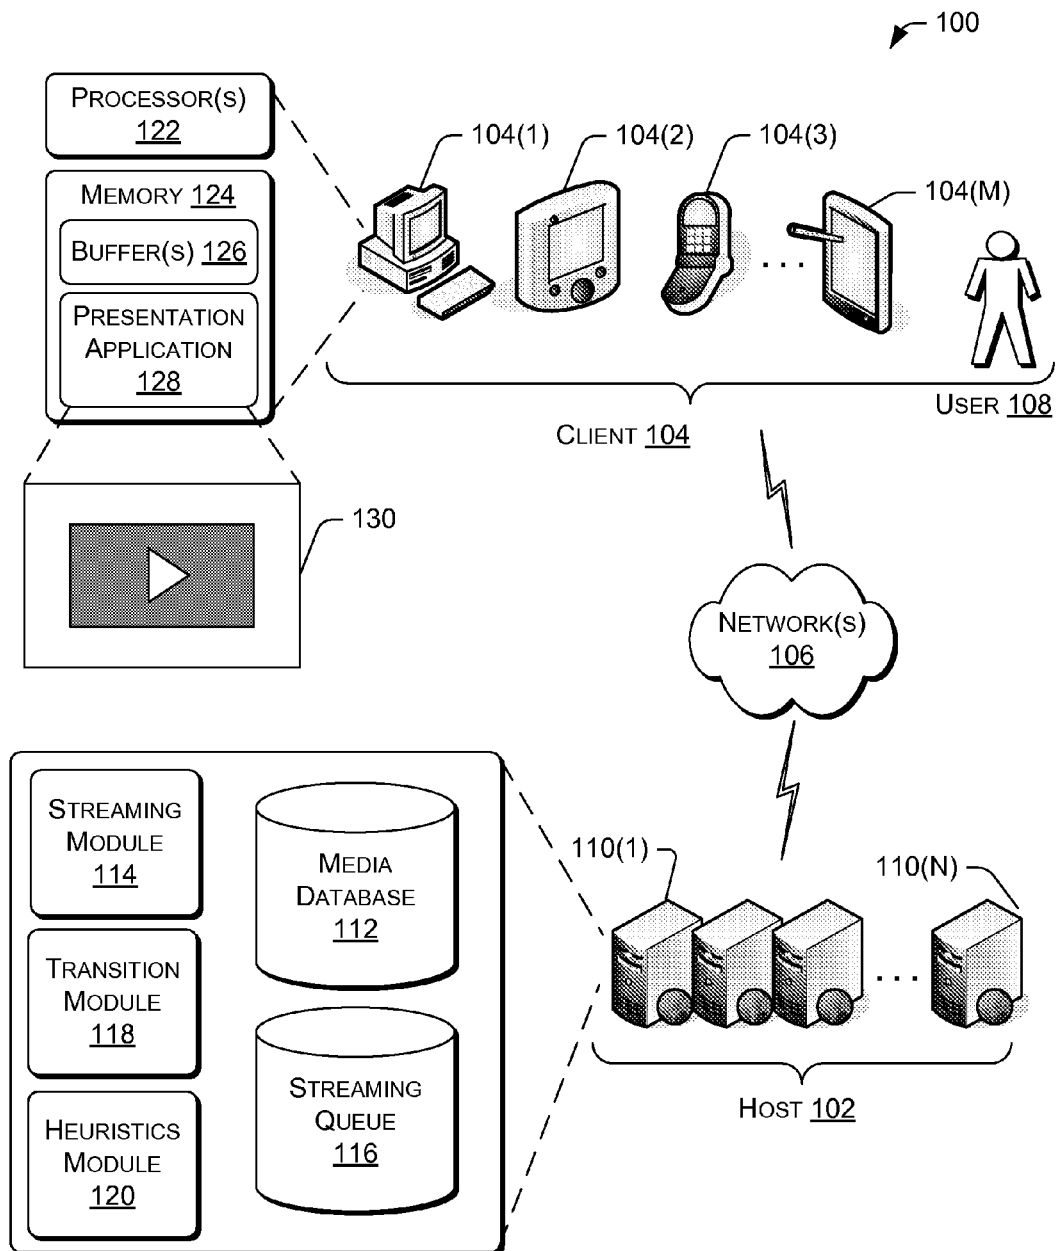 100
PROCESSOR(S)
122
MEMORY 124
BUFFER(S) 126
PRESENTATION
APPLICATION
128
104(1)
104(2)
104(3)
104(M)
. . .
USER 108
CLIENT 104
130
NETWORK(S)
106
STREAMING
MODULE
114
TRANSITION
MODULE
118
HEURISTICS
MODULE
120
MEDIA
DATABASE
112
STREAMING
QUEUE
116
110(1)
110(N)
. . .
HOST 102